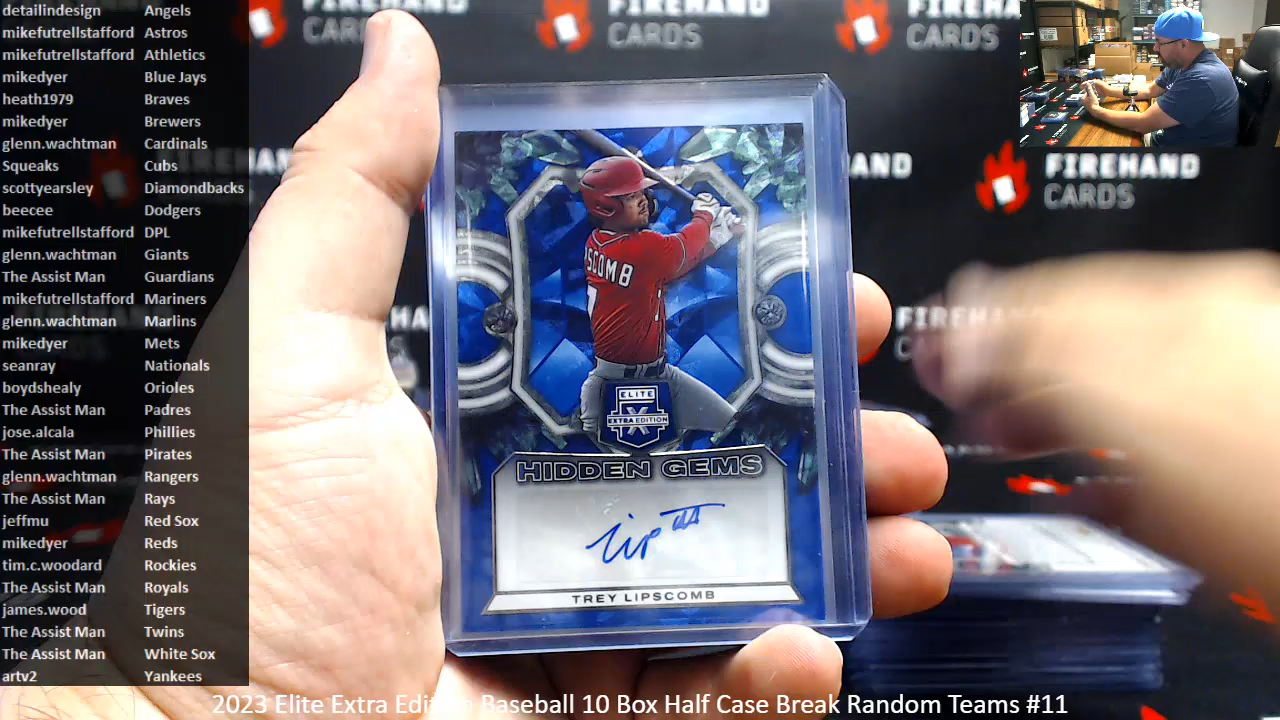 detailindesign Angels
mikefutrellstafford Astros
mikefutrellstafford Athletics
mikedyer Blue Jays
heath1979 Braves
mikedyer Brewers
glenn.wachtman Cardinals
Squeaks Cubs
scottyearsley Diamondbacks
beecee Dodgers
mikefutrellstafford DPL
glenn.wachtman Giants
The Assist Man Guardians
mikefutrellstafford Mariners
glenn.wachtman Marlins
mikedyer Mets
seanray Nationals
boydshealy Orioles
The Assist Man Padres
jose.alcala Phillies
The Assist Man Pirates
glenn.wachtman Rangers
The Assist Man Rays
jeffmu Red Sox
mikedyer Reds
tim.c.woodard Rockies
The Assist Man Royals
james.wood Tigers
The Assist Man Twins
The Assist Man White Sox
artv2 Yankees
FIREHAND
CARDS
PSCOMB
ELITE
X
EXTRA EDITION
HIDDEN GEMS
TREY LIPSCOMB
2023 Elite Extra Edition Baseball 10 Box Half Case Break Random Teams #11